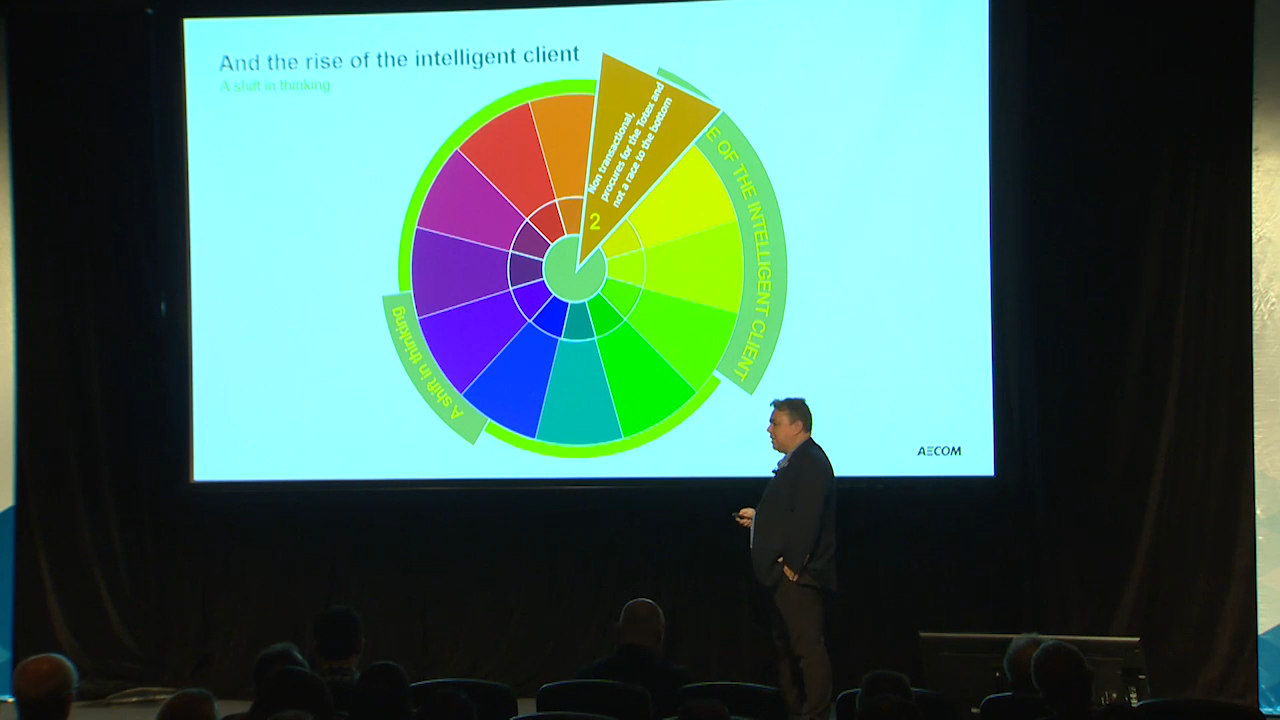 And the rise of the intelligent client
A shift in thinking
Non transactional,
procures for the Totex and
not a race to the bottom
2
E OF THE INTELLIGENT CLIENT
A shift in thinking
AECOM